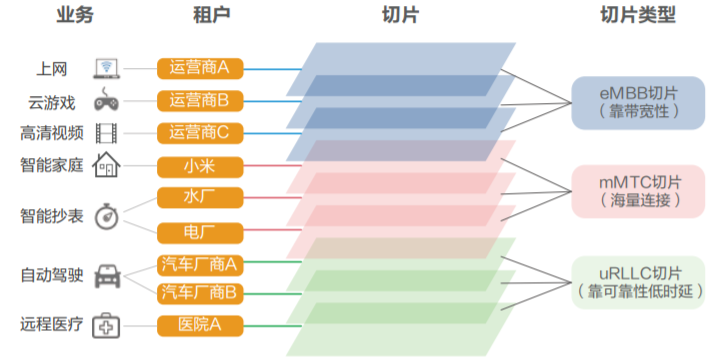 业务 租户 切片 切片类型
上网 运营商A
云游戏 运营商B
eMBB切片
（靠带宽性）
高清视频 运营商C
智能家庭 小米
水厂
mMTC切片
（海量连接）
智能抄表
电厂
汽车厂商A
自动驾驶
uRLLC切片
（靠可靠性低时延）
汽车厂商B
远程医疗 医院A